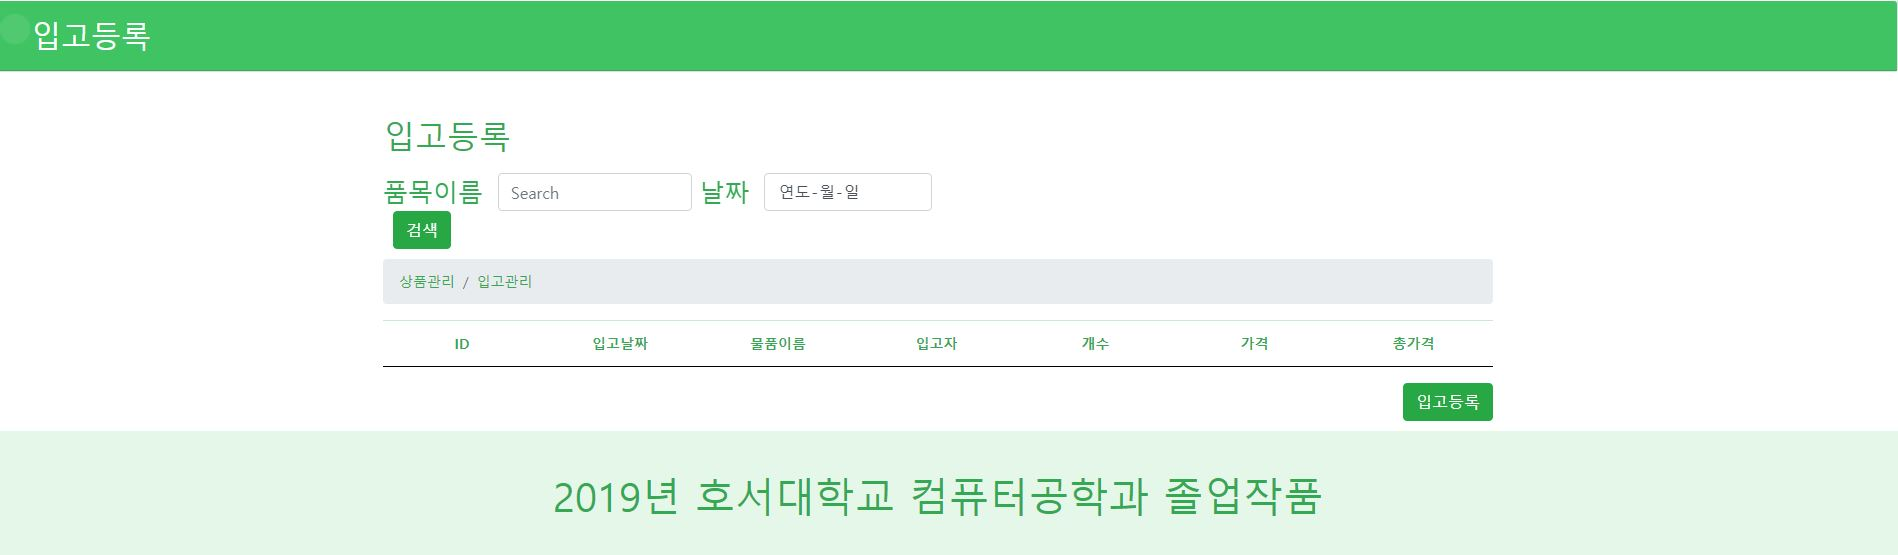 입고등록
입고등록
품목이름 Search 날짜 연도-월-일
검색
상품관리 / 입고관리
ID 입고날짜 물품이름 입고자 개수 가격 총가격
입고등록
2019년 호서대학교 컴퓨터공학과 졸업작품